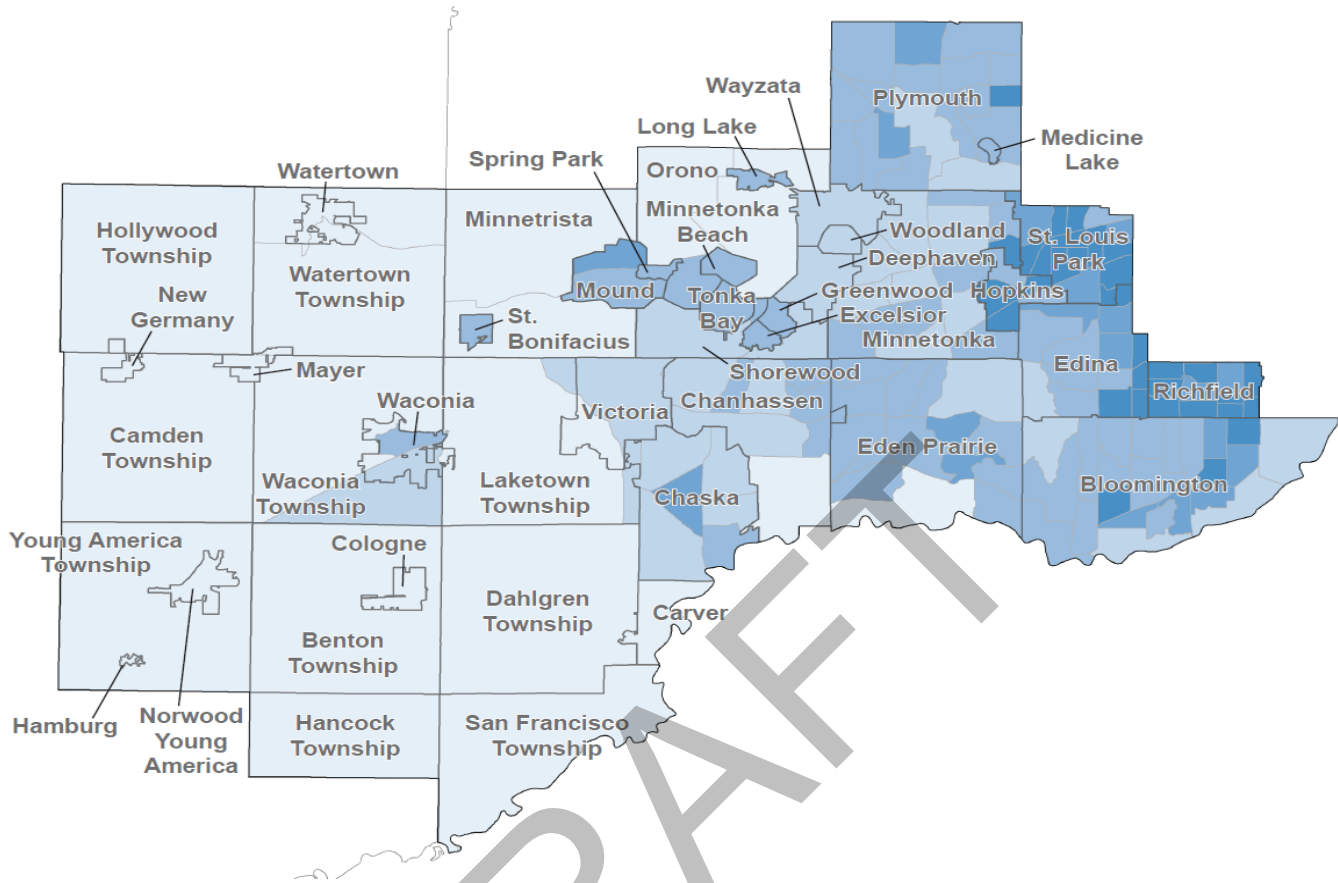 Wayzata
Plymouth
Long Lake
Medicine
Lake
Spring Park
Orono
Watertown
Minnetonka
Beach
Minnetrista
Hollywood
Township
Woodland
St. Louis
Park
Deephaven
Watertown
Township
New
Germany
Mound
Tonka
Bay
Greenwood
Hopkins
St.
Bonifacius
Excelsior
Minnetonka
Mayer
Shorewood
Edina
Richfield
Waconia
Victoria
Chanhassen
Camden
Township
Eden Prairie
Waconia
Township
Laketown
Township
Chaska
Bloomington
Young America
Township
Cologne
Dahlgren
Township
Carver
Benton
Township
Hamburg
Norwood
Young
America
Hancock
Township
San Francisco
Township
DRAFT